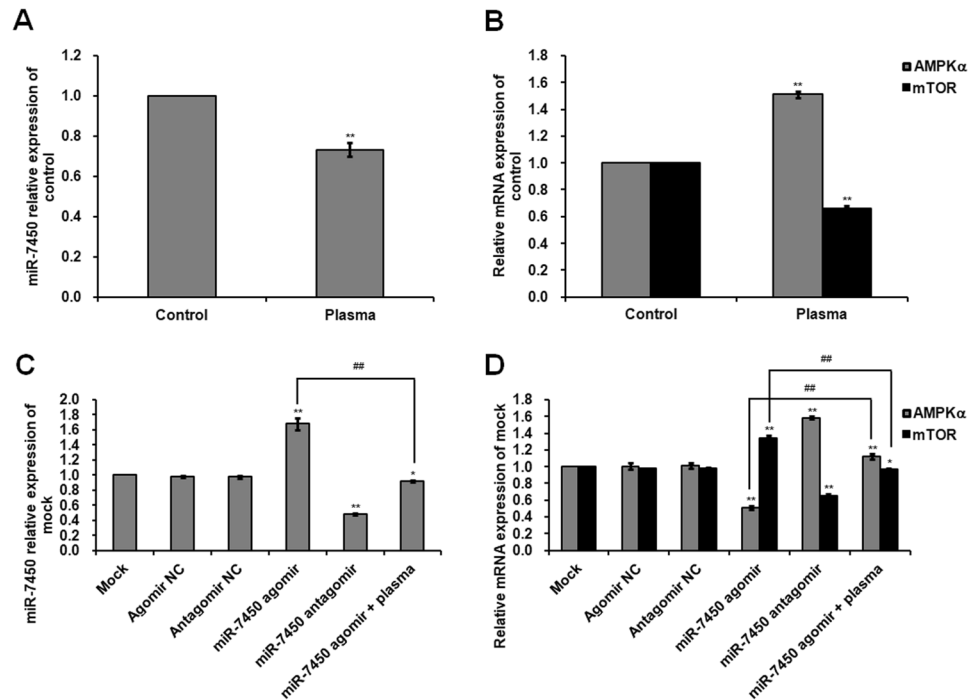 A
miR-7450 relative expression of
control
1.2
1.0
0.8
0.6
0.4
0.2
0.0
**
Control
Plasma
B
Relative mRNA expression of
control
1.8
1.6
1.4
1.2
1.0
0.8
0.6
0.4
0.2
0.0
**
**
Control
Plasma
AMPKα
mTOR
C
miR-7450 relative expression of
mock
2.0
1.8
1.6
1.4
1.2
1.0
0.8
0.6
0.4
0.2
0.0
##
**
**
*
Mock
Agomir NC
Antagomir NC
miR-7450 agomir
miR-7450 antagomir
miR-7450 agomir + plasma
D
Relative mRNA expression of mock
1.8
1.6
1.4
1.2
1.0
0.8
0.6
0.4
0.2
0.0
##
##
**
**
**
**
**
*
Mock
Agomir NC
Antagomir NC
miR-7450 agomir
miR-7450 antagomir
miR-7450 agomir + plasma
AMPKα
mTOR